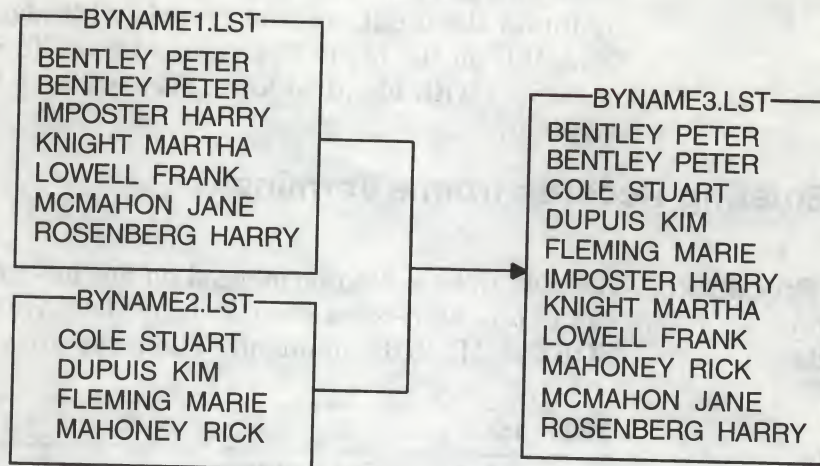 BYNAME1.LST
BENTLEY PETER
BENTLEY PETER
IMPOSTER HARRY
KNIGHT MARTHA
LOWELL FRANK
MCMAHON JANE
ROSENBERG HARRY
BYNAME2.LST
COLE STUART
DUPUIS KIM
FLEMING MARIE
MAHONEY RICK
BYNAME3.LST
BENTLEY PETER
BENTLEY PETER
COLE STUART
DUPUIS KIM
FLEMING MARIE
IMPOSTER HARRY
KNIGHT MARTHA
LOWELL FRANK
MAHONEY RICK
MCMAHON JANE
ROSENBERG HARRY